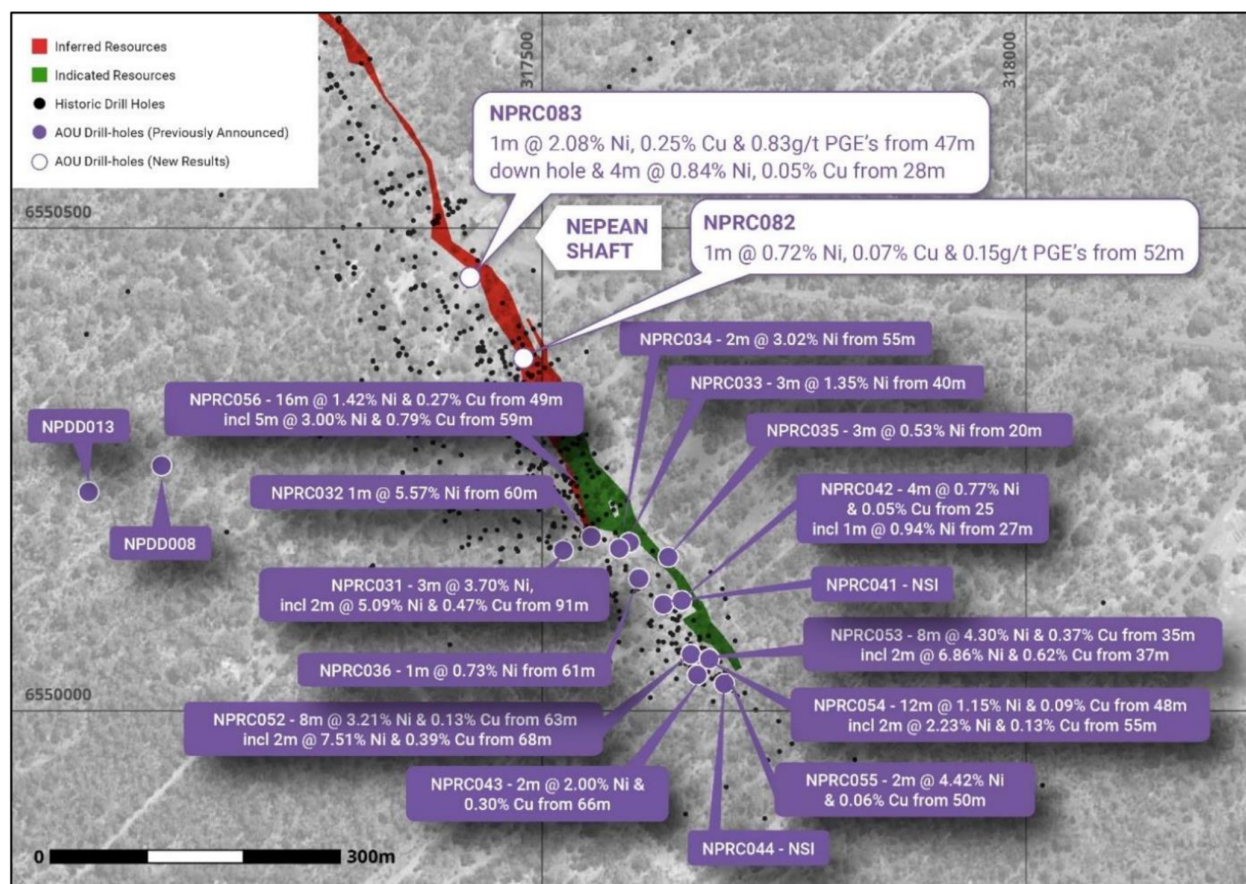 Inferred Resources
Indicated Resources
Historic Drill Holes
AOU Drill-holes (Previously Announced)
AOU Drill-holes (New Results)
317500
318000
NPRC083
1m @ 2.08% Ni, 0.25% Cu & 0.83g/t PGE's from 47m
down hole & 4m @ 0.84% Ni, 0.05% Cu from 28m
6550500
NEPEAN
SHAFT
NPRC082
1m @ 0.72% Ni, 0.07% Cu & 0.15g/t PGE's from 52m
NPRC034 - 2m @ 3.02% Ni from 55m
NPRC033 - 3m @ 1.35% Ni from 40m
NPRC056 - 16m @ 1.42% Ni & 0.27% Cu from 49m
incl 5m @ 3.00% Ni & 0.79% Cu from 59m
NPRC035 - 3m @ 0.53% Ni from 20m
NPDD013
NPRC032 1m @ 5.57% Ni from 60m
NPRC042 - 4m @ 0.77% Ni
& 0.05% Cu from 25
incl 1m @ 0.94% Ni from 27m
NPDD008
NPRC031 - 3m @ 3.70% Ni,
incl 2m @ 5.09% Ni & 0.47% Cu from 91m
NPRC041 - NSI
NPRC053 - 8m @ 4.30% Ni & 0.37% Cu from 35m
incl 2m @ 6.86% Ni & 0.62% Cu from 37m
NPRC036 - 1m @ 0.73% Ni from 61m
6550000
NPRC052 - 8m @ 3.21% Ni & 0.13% Cu from 63m
incl 2m @ 7.51% Ni & 0.39% Cu from 68m
NPRC054 - 12m @ 1.15% Ni & 0.09% Cu from 48m
incl 2m @ 2.23% Ni & 0.13% Cu from 55m
NPRC043 - 2m @ 2.00% Ni &
0.30% Cu from 66m
NPRC055 - 2m @ 4.42% Ni
& 0.06% Cu from 50m
NPRC044 - NSI
0 300m